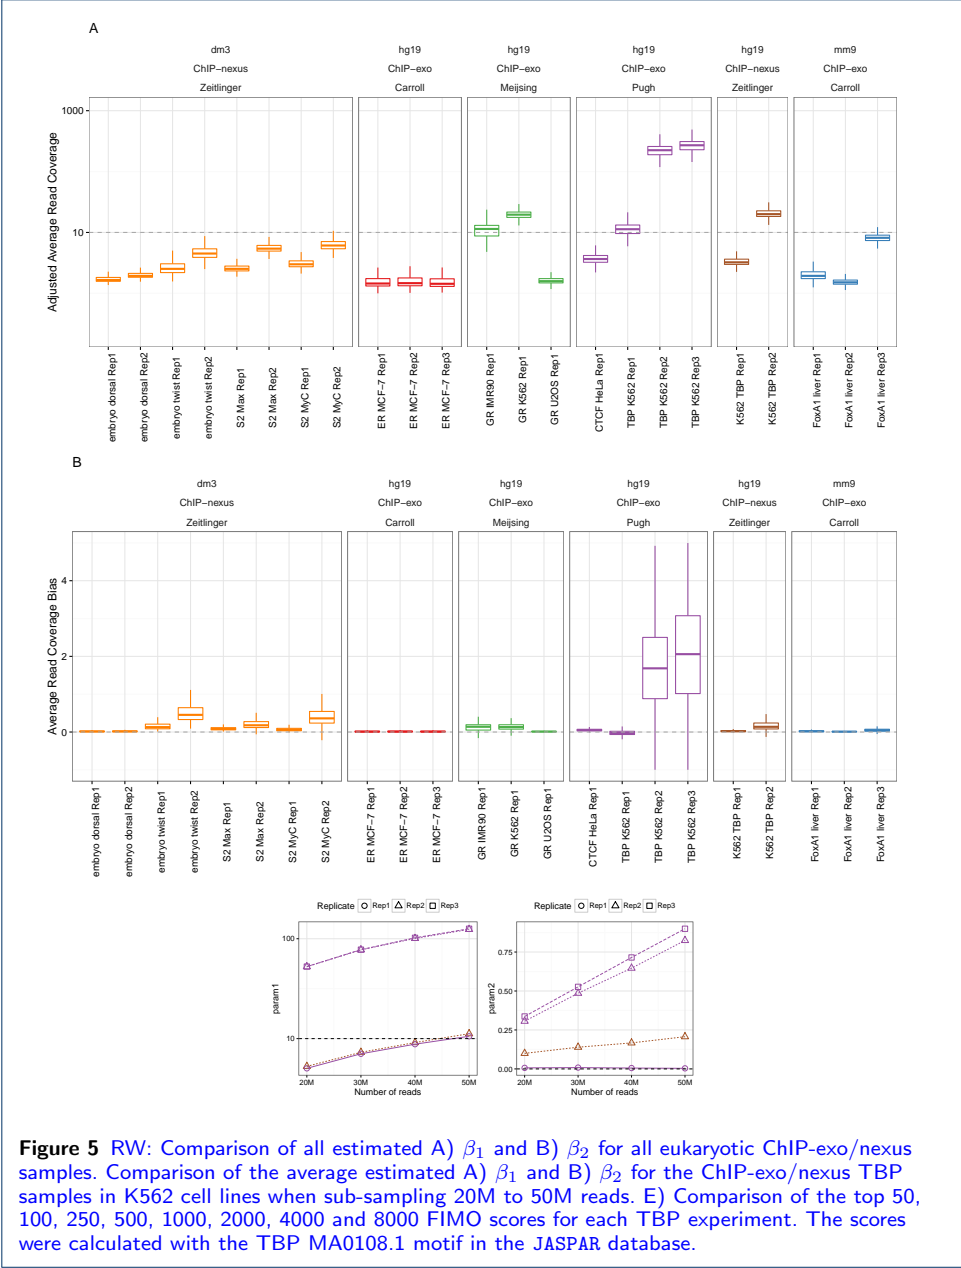 A
dm3 hg19 hg19 hg19 hg19 mm9
ChIP−nexus ChIP−exo ChIP−exo ChIP−exo ChIP−nexus ChIP−exo
Zeitlinger Carroll Meijsing Pugh Zeitlinger Carroll
Adjusted Average Read Coverage
1000
10
embryo dorsal Rep1
embryo dorsal Rep2
embryo twist Rep1
embryo twist Rep2
S2 Max Rep1
S2 Max Rep2
S2 MyC Rep1
S2 MyC Rep2
ER MCF−7 Rep1
ER MCF−7 Rep2
ER MCF−7 Rep3
GR IMR90 Rep1
GR K562 Rep1
GR U2OS Rep1
CTCF HeLa Rep1
TBP K562 Rep1
TBP K562 Rep2
TBP K562 Rep3
K562 TBP Rep1
K562 TBP Rep2
FoxA1 liver Rep1
FoxA1 liver Rep2
FoxA1 liver Rep3
B
dm3 hg19 hg19 hg19 hg19 mm9
ChIP−nexus ChIP−exo ChIP−exo ChIP−exo ChIP−nexus ChIP−exo
Zeitlinger Carroll Meijsing Pugh Zeitlinger Carroll
Average Read Coverage Bias
4
2
0
embryo dorsal Rep1
embryo dorsal Rep2
embryo twist Rep1
embryo twist Rep2
S2 Max Rep1
S2 Max Rep2
S2 MyC Rep1
S2 MyC Rep2
ER MCF−7 Rep1
ER MCF−7 Rep2
ER MCF−7 Rep3
GR IMR90 Rep1
GR K562 Rep1
GR U2OS Rep1
CTCF HeLa Rep1
TBP K562 Rep1
TBP K562 Rep2
TBP K562 Rep3
K562 TBP Rep1
K562 TBP Rep2
FoxA1 liver Rep1
FoxA1 liver Rep2
FoxA1 liver Rep3
Replicate Rep1 Rep2 Rep3
param1
100
10
20M 30M 40M 50M
Number of reads
Replicate Rep1 Rep2 Rep3
param2
0.75
0.50
0.25
0.00
20M 30M 40M 50M
Number of reads
Figure 5 RW: Comparison of all estimated A) β₁ and B) β₂ for all eukaryotic ChIP-exo/nexus
samples. Comparison of the average estimated A) β₁ and B) β₂ for the ChIP-exo/nexus TBP
samples in K562 cell lines when sub-sampling 20M to 50M reads. E) Comparison of the top 50,
100, 250, 500, 1000, 2000, 4000 and 8000 FIMO scores for each TBP experiment. The scores
were calculated with the TBP MA0108.1 motif in the JASPAR database.